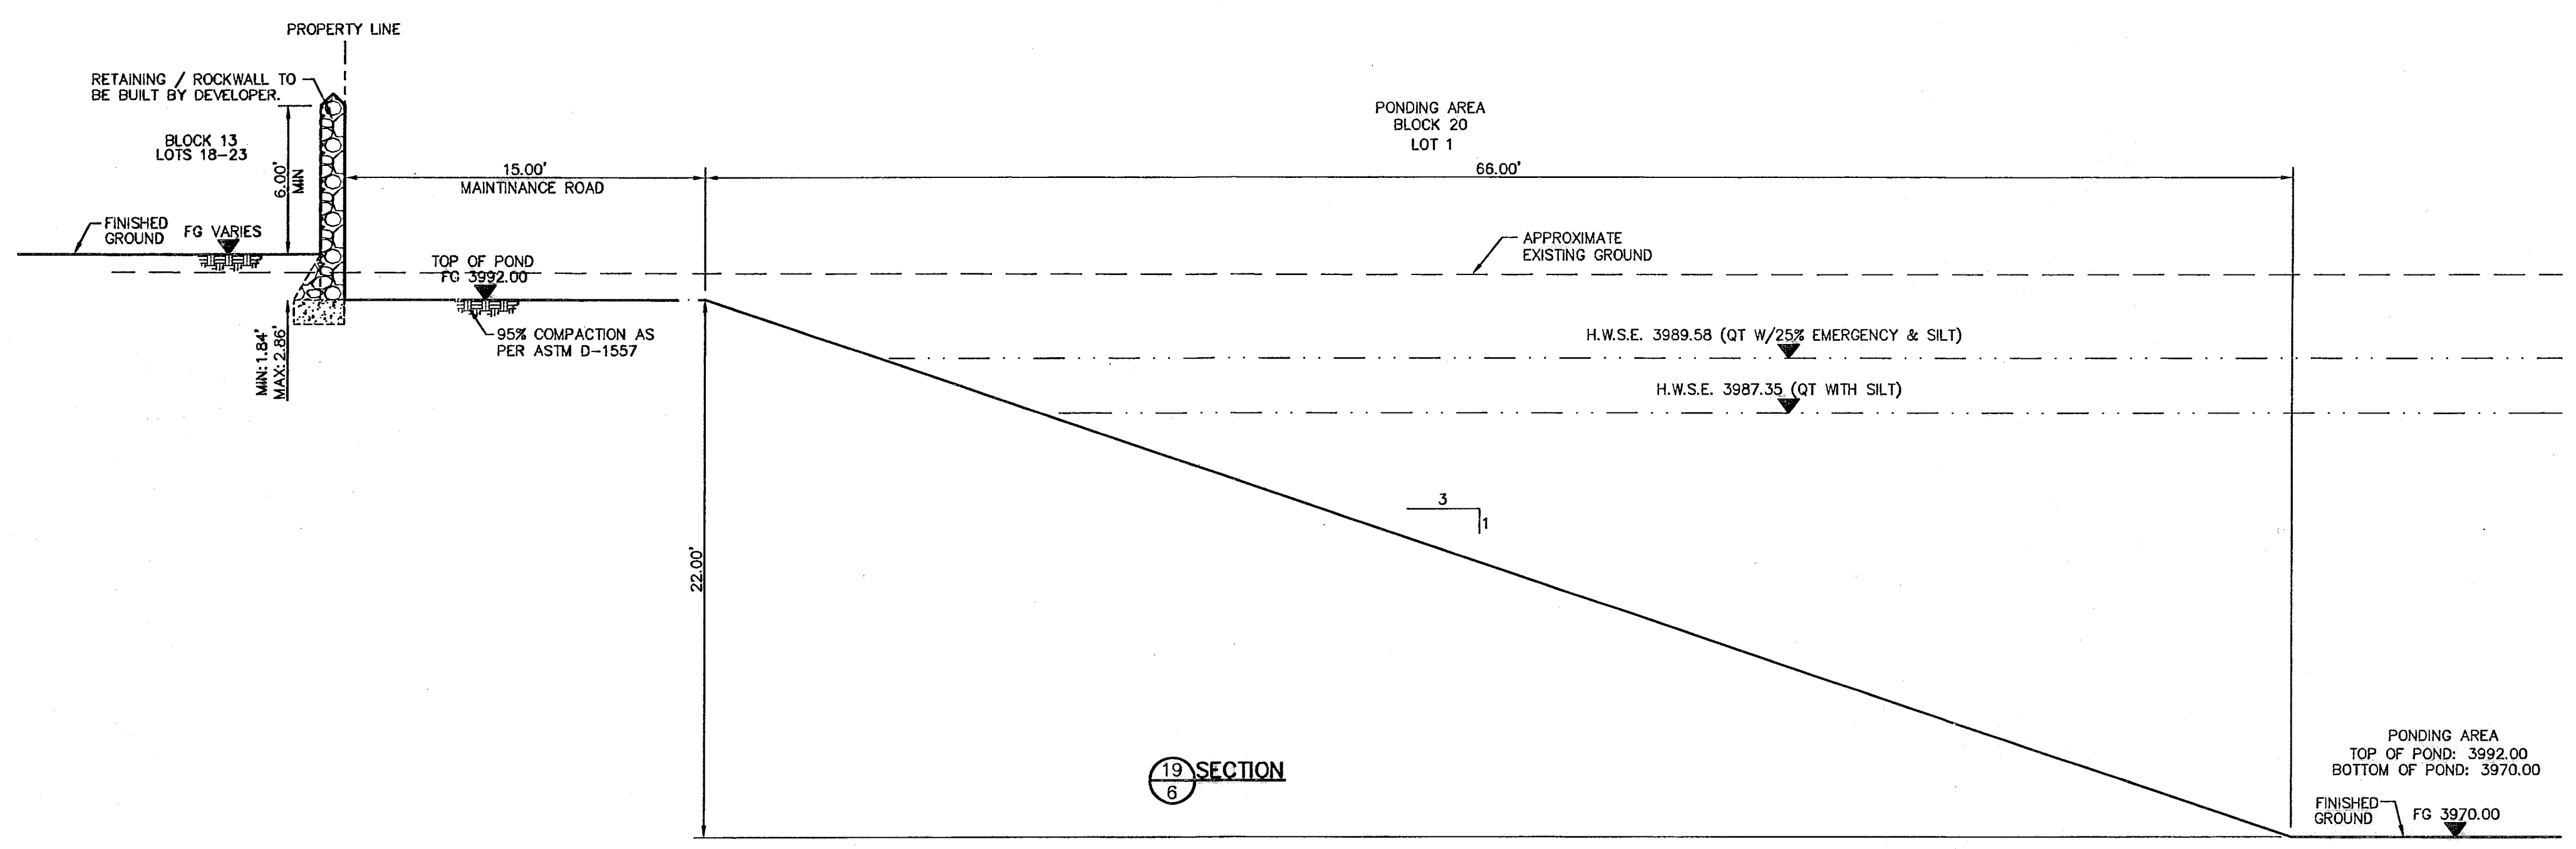 PROPERTY LINE
RETAINING / ROCKWALL TO
BE BUILT BY DEVELOPER.
BLOCK 13
LOTS 18-23
6.00'
MIN
15.00'
MAINTINANCE ROAD
PONDING AREA
BLOCK 20
LOT 1
66.00'
FINISHED
GROUND
FG VARIES
TOP OF POND
FG 3992.00
APPROXIMATE
EXISTING GROUND
95% COMPACTION AS
PER ASTM D-1557
MIN: 1.84'
MAX: 2.86'
H.W.S.E. 3989.58 (QT W/25% EMERGENCY & SILT)
H.W.S.E. 3987.35 (QT WITH SILT)
3
1
22.00'
19
6
SECTION
PONDING AREA
TOP OF POND: 3992.00
BOTTOM OF POND: 3970.00
FINISHED
GROUND
FG 3970.00